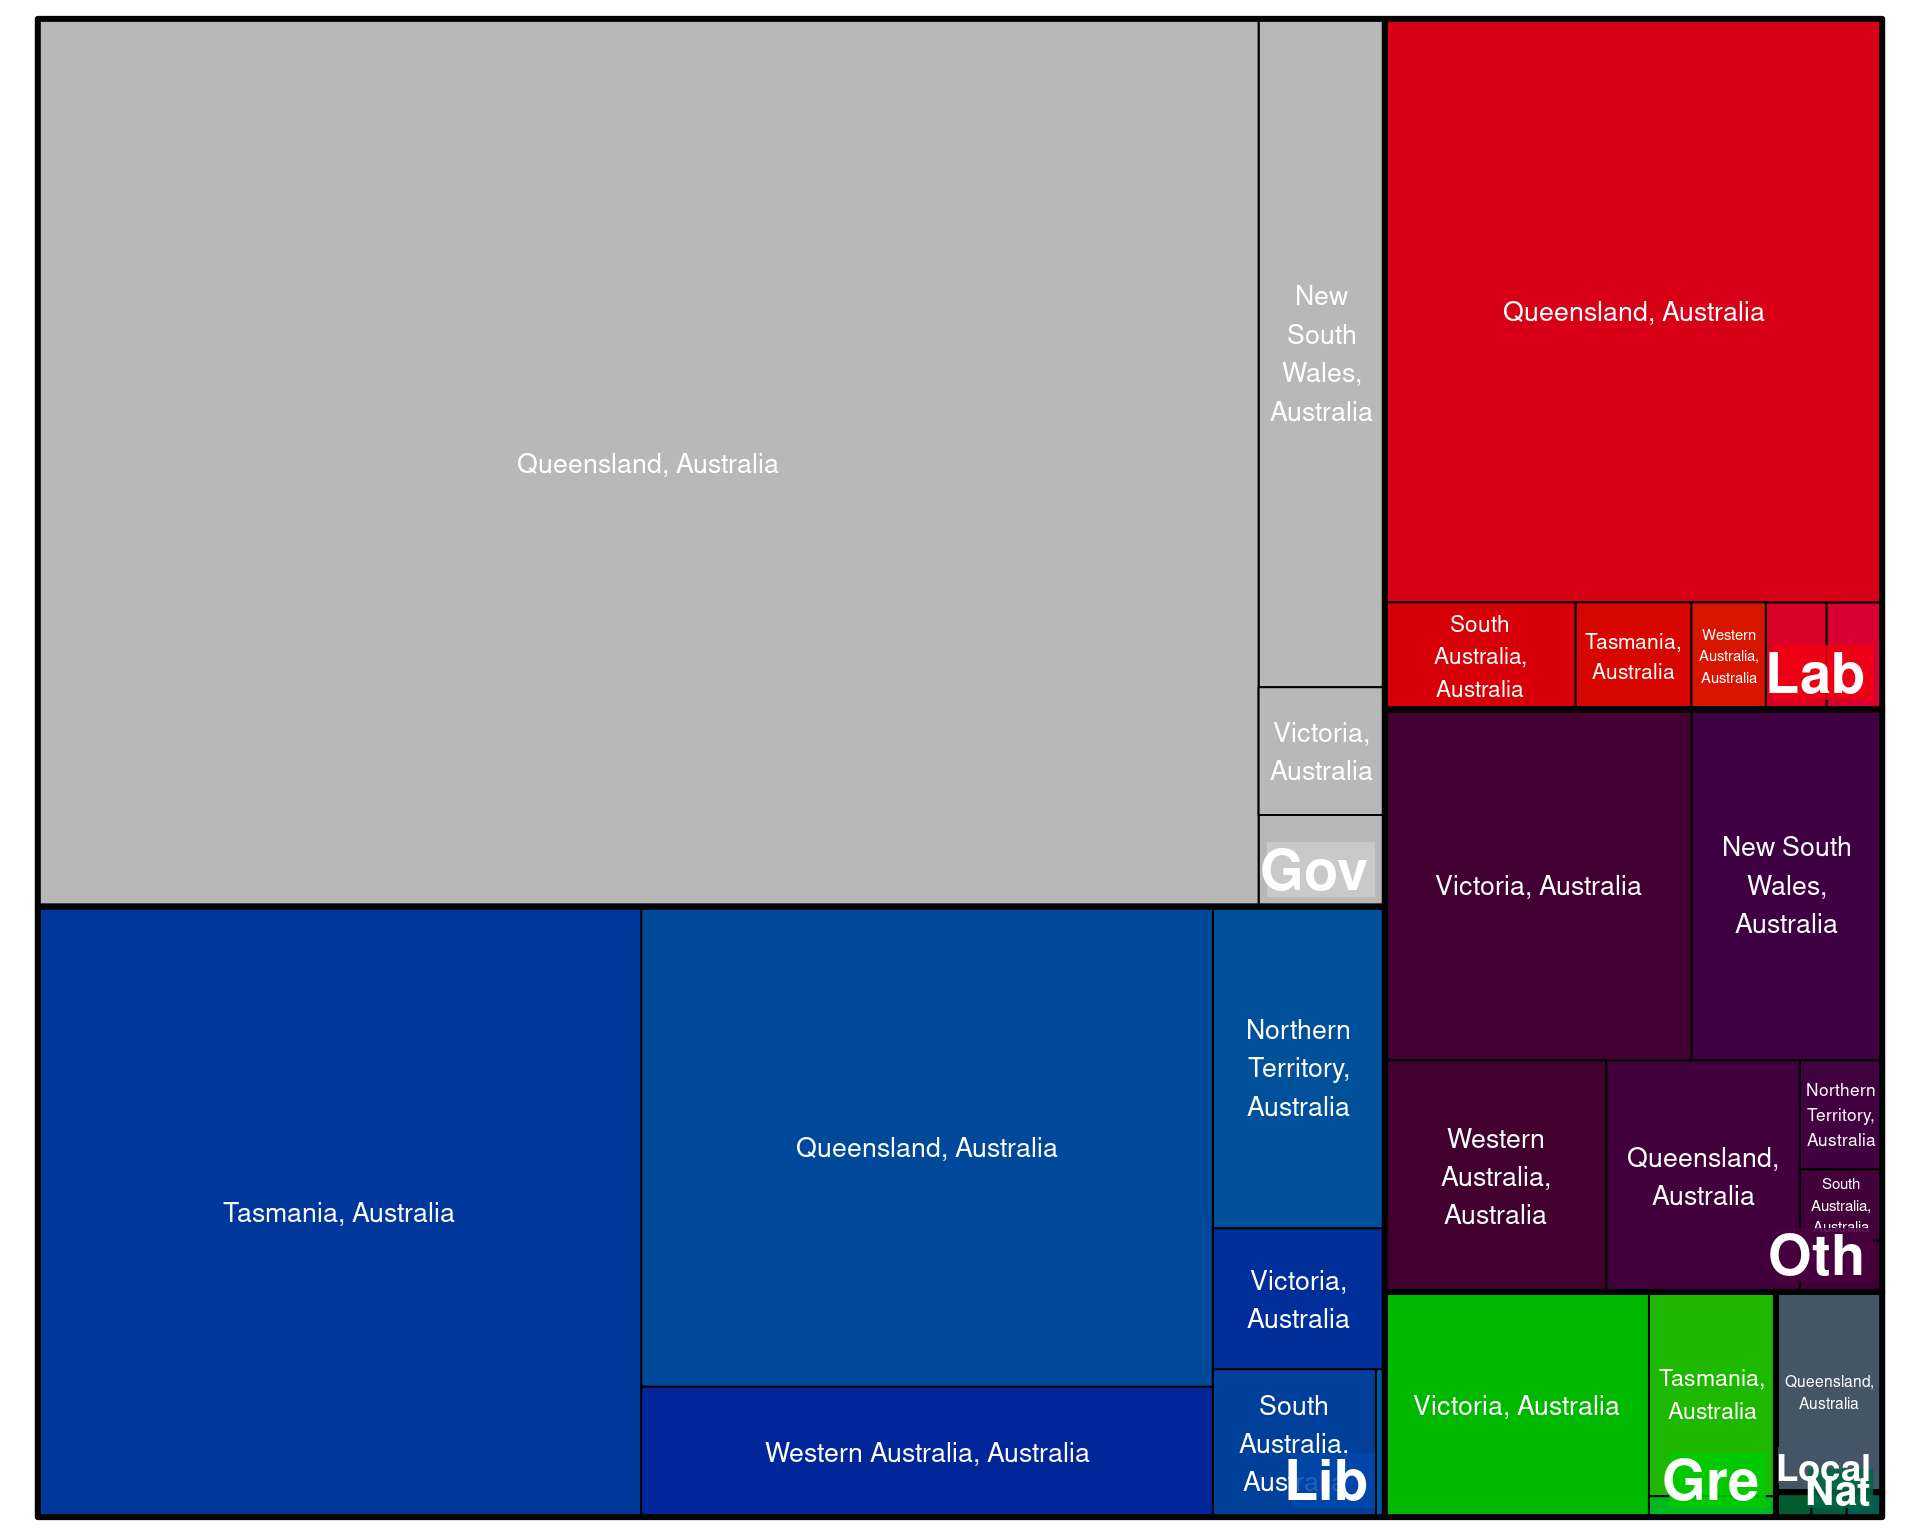 Queensland, Australia
New
South
Wales,
Australia
Victoria,
Australia
Gov
Queensland, Australia
South
Australia,
Australia
Tasmania,
Australia
Western
Australia,
Australia
Lab
Victoria, Australia
New South
Wales,
Australia
Western
Australia,
Australia
Queensland,
Australia
Northern
Territory,
Australia
South
Australia,
Australia
Oth
Tasmania, Australia
Queensland, Australia
Western Australia, Australia
Northern
Territory,
Australia
Victoria,
Australia
South
Australia,
Aus
Lib
Victoria, Australia
Tasmania,
Australia
Gre
Queensland,
Australia
Local
Nat